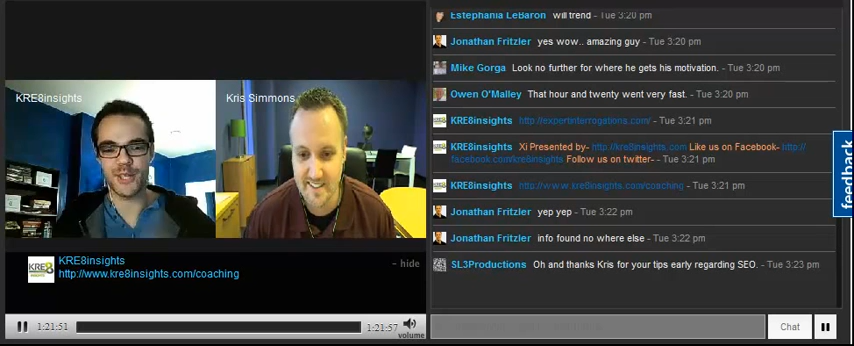 KRE8insights
Kris Simmons
KRE8
INSIGHTS
KRE8insights
http://www.kre8insights.com/coaching
- hide
1:21:51
1:21:57
volume
Estephania LeBaron will trend - Tue 3:20 pm
Jonathan Fritzler yes wow.. amazing guy - Tue 3:20 pm
Mike Gorga Look no further for where he gets his motivation. - Tue 3:20 pm
Owen O'Malley That hour and twenty went very fast. - Tue 3:20 pm
KRE8insights http://expertinterrogations.com/ - Tue 3:21 pm
KRE8insights Xi Presented by- http://kre8insights.com Like us on Facebook- http://
facebook.com/kre8insights Follow us on twitter- - Tue 3:21 pm
KRE8insights http://www.kre8insights.com/coaching - Tue 3:21 pm
Jonathan Fritzler yep yep - Tue 3:22 pm
Jonathan Fritzler info found no where else - Tue 3:22 pm
SL3Productions Oh and thanks Kris for your tips early regarding SEO. - Tue 3:23 pm
Chat
feedback